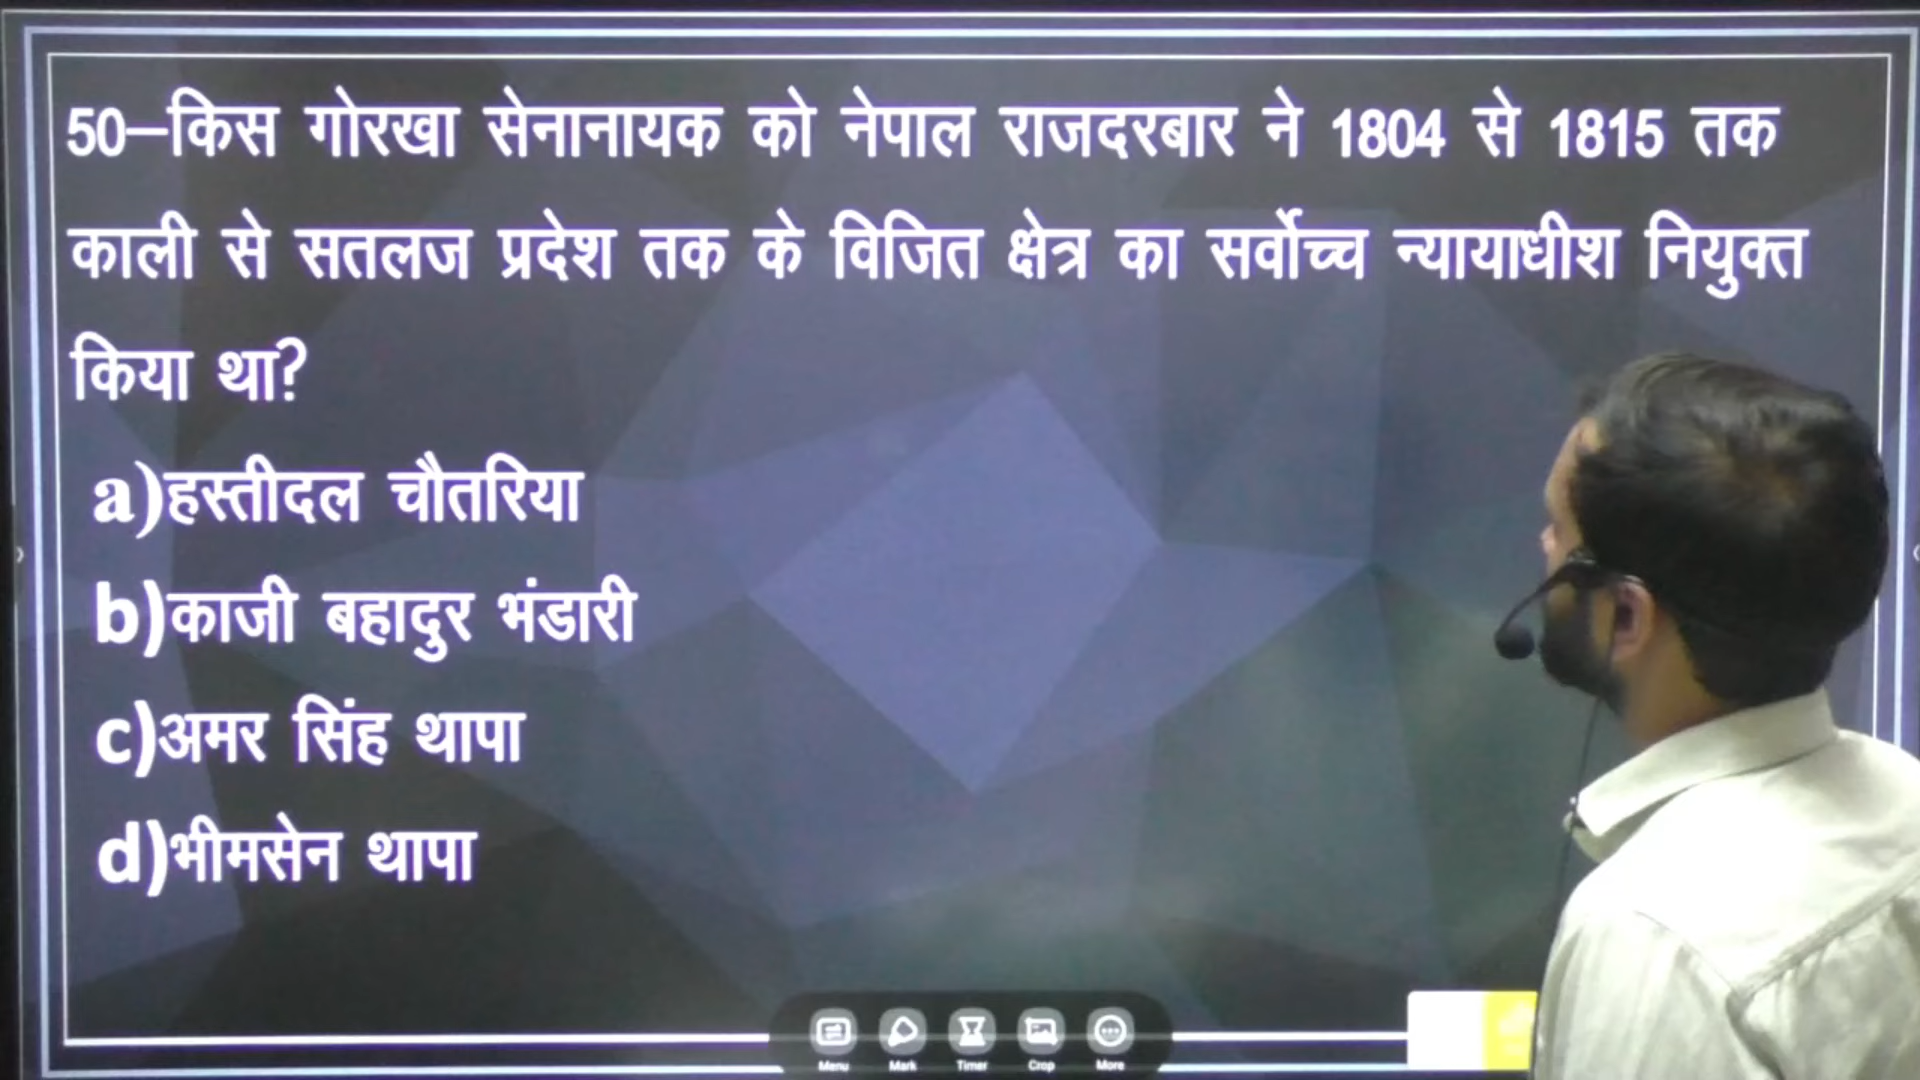 50–किस गोरखा सेनानायक को नेपाल राजदरबार ने 1804 से 1815 तक
काली से सतलज प्रदेश तक के विजित क्षेत्र का सर्वोच्च न्यायाधीश नियुक्त
किया था?
a)हस्तीदल चौतरिया
b)काजी बहादुर भंडारी
c)अमर सिंह थापा
d)भीमसेन थापा
Menu Mark Timer Crop More